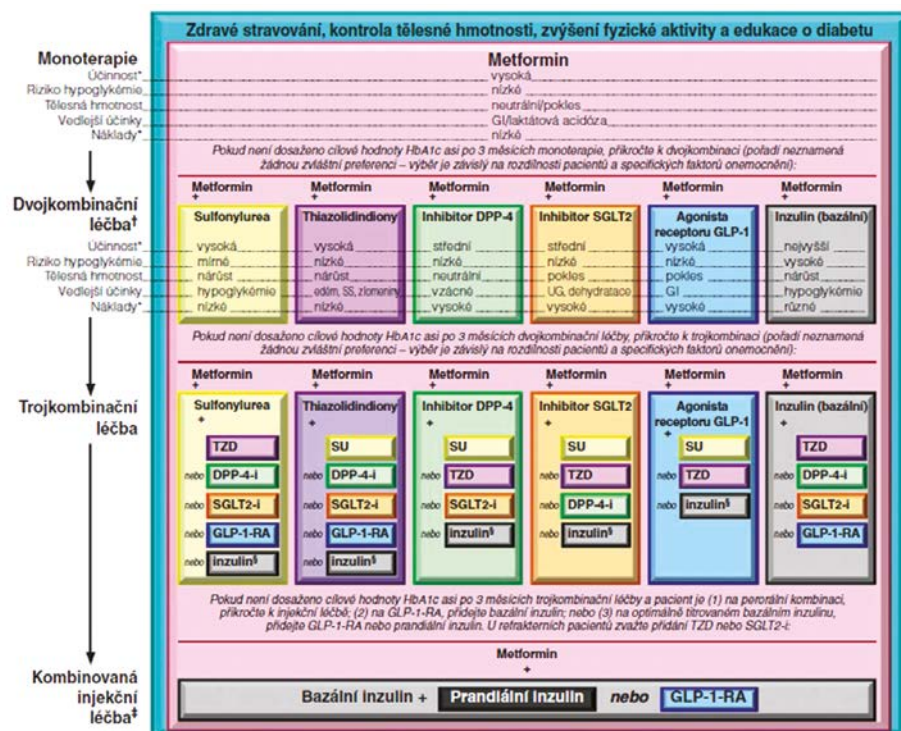 Zdravé stravování, kontrola tělesné hmotnosti, zvýšení fyzické aktivity a edukace o diabetu
Monoterapie
Metformin
Účinnost* vysoká
Riziko hypoglykémie nízké
Tělesná hmotnost neutrální/pokles
Vedlejší účinky GI/laktátová acidóza
Náklady* nízké
Pokud není dosaženo cílové hodnoty HbA1c asi po 3 měsících monoterapie, přikročte k dvojkombinaci (pořadí neznamená
žádnou zvláštní preferenci – výběr je závislý na rozdílnosti pacientů a specifických faktorů onemocnění):
Metformin Metformin Metformin Metformin Metformin Metformin
+ + + + + +
Dvojkombinační
léčba†
Sulfonylurea Thiazolidindiony Inhibitor DPP-4 Inhibitor SGLT2 Agonista receptoru GLP-1 Inzulin (bazální)
Účinnost* vysoká vysoká střední střední vysoká nejvyšší
Riziko hypoglykémie mírné nízké nízké nízké nízké vysoké
Tělesná hmotnost nárůst nárůst neutrální pokles pokles nárůst
Vedlejší účinky hypoglykémie edém, SS, zlomeniny vzácné UG, dehydratace GI hypoglykémie
Náklady* nízké nízké vysoké vysoké vysoké různé
Pokud není dosaženo cílové hodnoty HbA1c asi po 3 měsících dvojkombinační léčby, přikročte k trojkombinaci (pořadí neznamená
žádnou zvláštní preferenci – výběr je závislý na rozdílnosti pacientů a specifických faktorů onemocnění):
Metformin Metformin Metformin Metformin Metformin Metformin
+ + + + + +
Trojkombinační
léčba
Sulfonylurea Thiazolidindiony Inhibitor DPP-4 Inhibitor SGLT2 Agonista receptoru GLP-1 Inzulin (bazální)
+ + + + + +
TZD SU SU SU SU TZD
nebo DPP-4-i nebo DPP-4-i nebo TZD nebo TZD nebo TZD nebo DPP-4-i
nebo SGLT2-i nebo SGLT2-i nebo SGLT2-i nebo DPP-4-i nebo inzulin§ nebo SGLT2-i
nebo GLP-1-RA nebo GLP-1-RA nebo inzulin§ nebo inzulin§ nebo GLP-1-RA
nebo inzulin§ nebo inzulin§
Pokud není dosaženo cílové hodnoty HbA1c asi po 3 měsících trojkombinační léčby a pacient je (1) na perorální kombinaci,
přikročte k injekční léčbě; (2) na GLP-1-RA, přidejte bazální inzulin; nebo (3) na optimálně titrovaném bazálním inzulinu,
přidejte GLP-1-RA nebo prandiální inzulin. U refrakterních pacientů zvažte přidání TZD nebo SGLT2-i:
Metformin
+
Kombinovaná
injekční
léčba‡
Bazální inzulin + Prandiální inzulin nebo GLP-1-RA